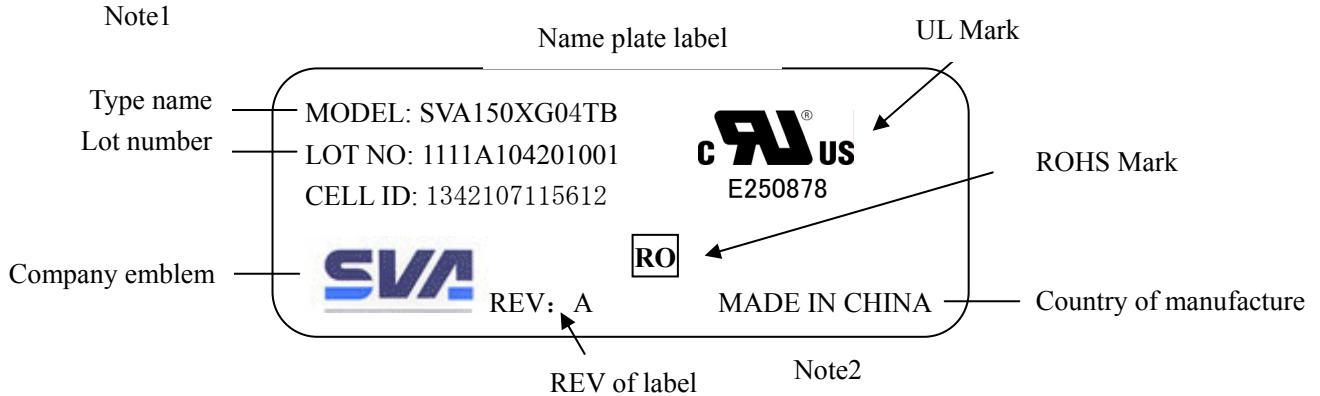 Note1
Name plate label
UL Mark
Type name
MODEL: SVA150XG04TB
Lot number
LOT NO: 1111A104201001
CELL ID: 1342107115612
C RU ® US
E250878
ROHS Mark
RO
Company emblem
SVA
REV: A
MADE IN CHINA
Country of manufacture
REV of label
Note2